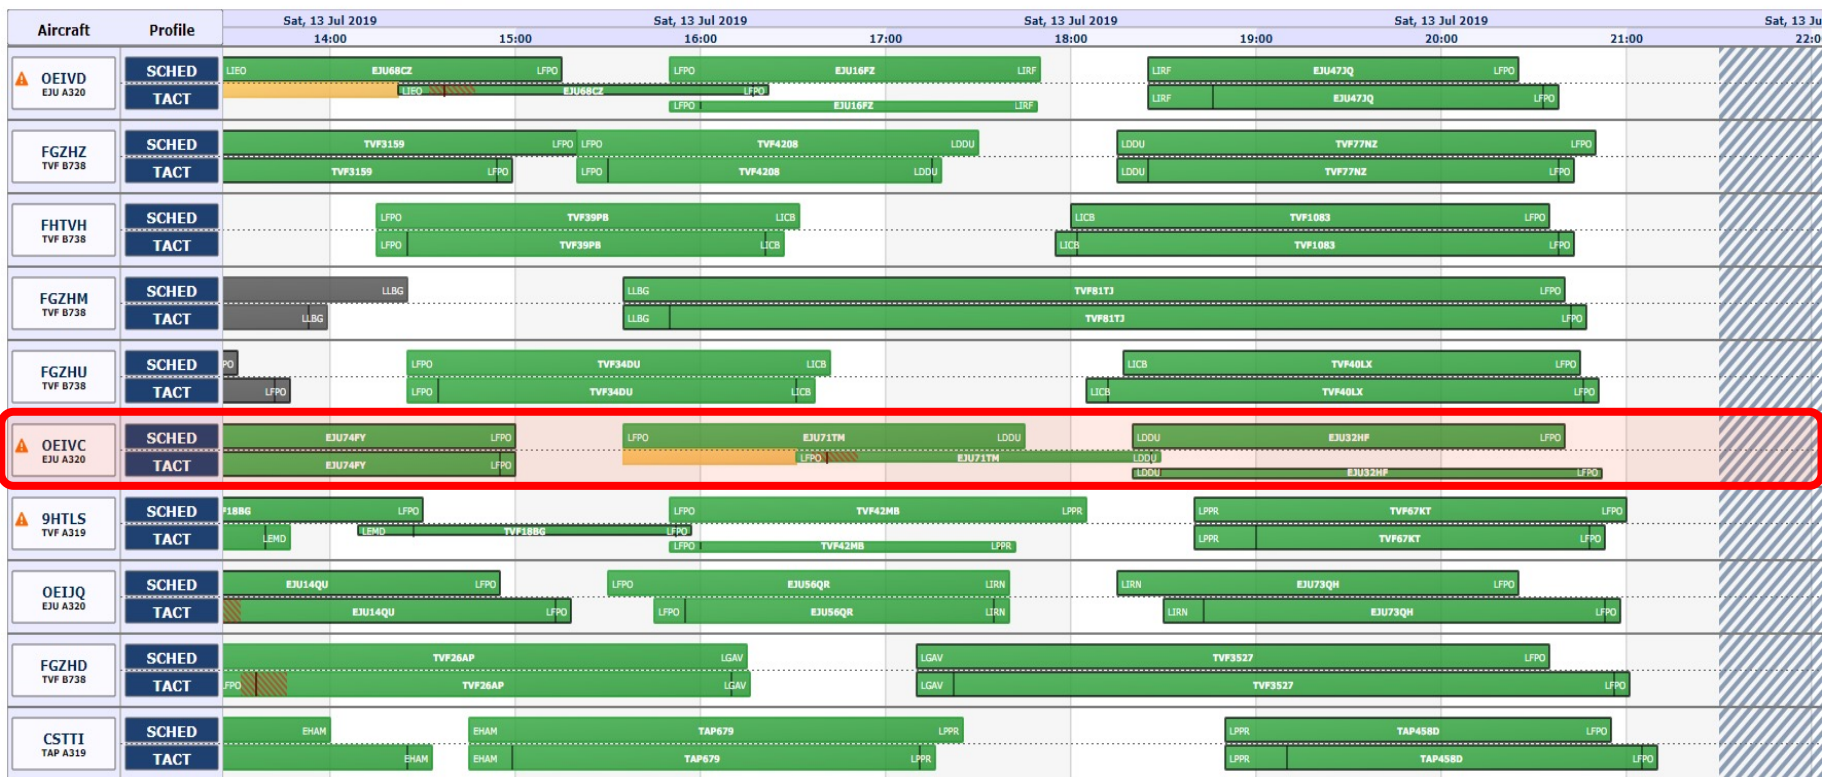 Aircraft Profile Sat, 13 Jul 2019 Sat, 13 Jul 2019 Sat, 13 Jul 2019 Sat, 13 Jul 2019 Sat, 13 Ju
14:00 15:00 16:00 17:00 18:00 19:00 20:00 21:00 22:0
OEIVD EJU A320
SCHED LIEO EJU68CZ LFPO LFPO EJU16FZ LIRF LIRF EJU47JQ LFPO
TACT LIEO EJU68CZ LFPO LFPO EJU16FZ LIRF LIRF EJU47JQ LFPO
FGZHZ TVF B738
SCHED TVF3159 LFPO LFPO TVF4208 LDDU LDDU TVF77NZ LFPO
TACT TVF3159 LFPO LFPO TVF4208 LDDU LDDU TVF77NZ LFPO
FHTVH TVF B738
SCHED LFPO TVF39PB LICB LICB TVF1083 LFPO
TACT LFPO TVF39PB LICB LICB TVF1083 LFPO
FGZHM TVF B738
SCHED LLBG LLBG TVF81TJ LFPO
TACT LLBG LLBG TVF81TJ LFPO
FGZHU TVF B738
SCHED PO LFPO TVF34DU LICB LICB TVF40LX LFPO
TACT LFPO LFPO TVF34DU LICB LICB TVF40LX LFPO
OEIVC EJU A320
SCHED EJU74FY LFPO LFPO EJU71TM LDDU LDDU EJU32HF LFPO
TACT EJU74FY LFPO LFPO EJU71TM LDDU LDDU EJU32HF LFPO
9HTLS TVF A319
SCHED F18BG LFPO LFPO TVF42MB LPPR LPPR TVF67KT LFPO
TACT LEMD LEMD TVF18BG LFPO LFPO TVF42MB LPPR LPPR TVF67KT LFPO
OEIJQ EJU A320
SCHED EJU14QU LFPO LFPO EJU56QR LIRN LIRN EJU73QH LFPO
TACT EJU14QU LFPO LFPO EJU56QR LIRN LIRN EJU73QH LFPO
FGZHD TVF B738
SCHED TVF26AP LGAV LGAV TVF3527 LFPO
TACT FPO TVF26AP LGAV LGAV TVF3527 LFPO
CSTTI TAP A319
SCHED EHAM EHAM TAP679 LPPR LPPR TAP458D LFPO
TACT EHAM EHAM TAP679 LPPR LPPR TAP458D LFPO